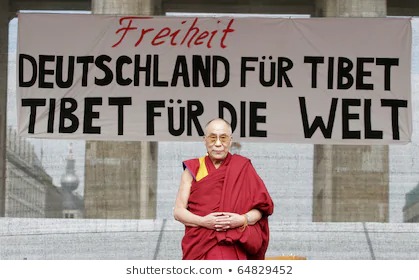 Freiheit
DEUTSCHLAND FÜR TIBET
TIBET FÜR DIE WELT
shutterstock.com • 64829452